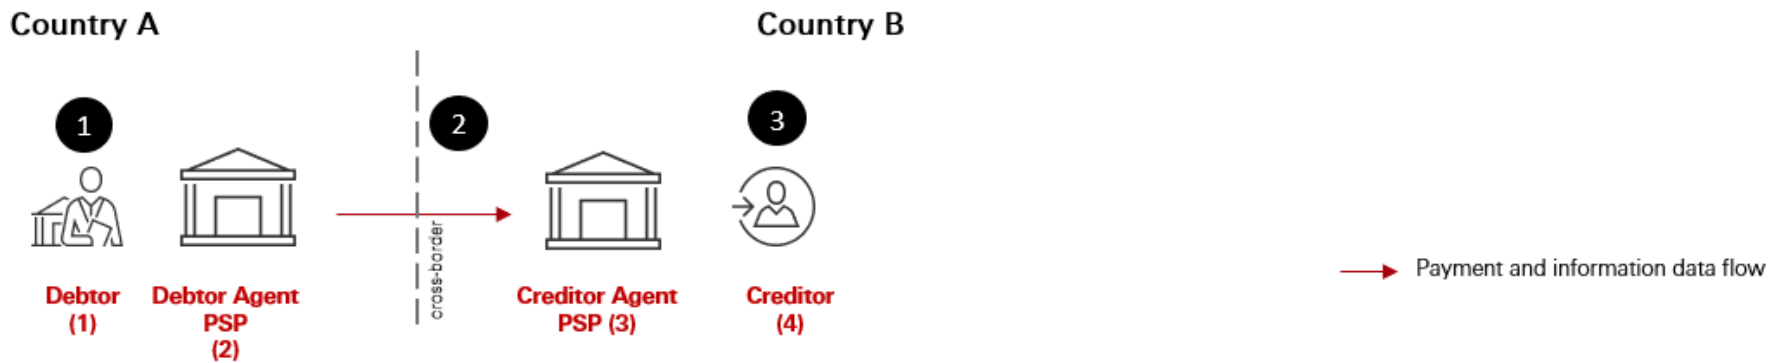 Country A
Country B
1
2
3
cross-border
Debtor
(1)
Debtor Agent
PSP
(2)
Creditor Agent
PSP (3)
Creditor
(4)
Payment and information data flow